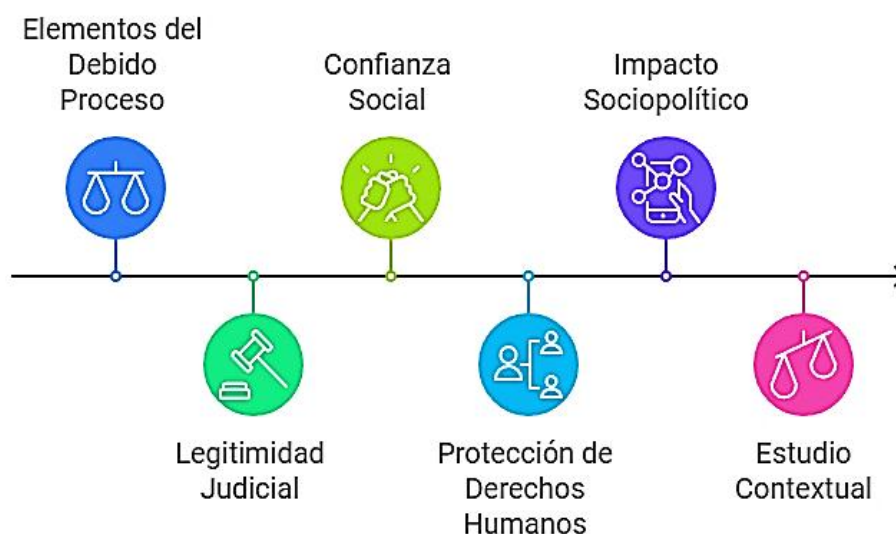 Elementos del
Debido
Proceso
Legitimidad
Judicial
Confianza
Social
Protección de
Derechos
Humanos
Impacto
Sociopolítico
Estudio
Contextual